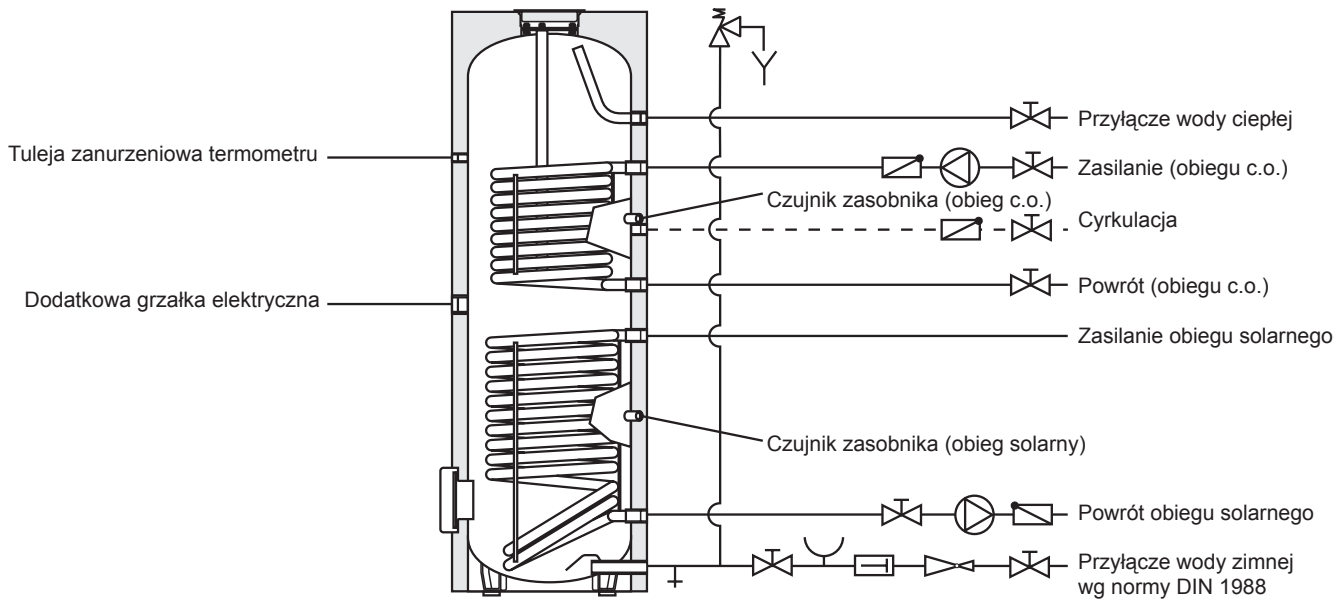 Przyłącze wody ciepłej
Tuleja zanurzeniowa termometru
Zasilanie (obiegu c.o.)
Czujnik zasobnika (obieg c.o.)
Cyrkulacja
Dodatkowa grzałka elektryczna
Powrót (obiegu c.o.)
Zasilanie obiegu solarnego
Czujnik zasobnika (obieg solarny)
Powrót obiegu solarnego
Przyłącze wody zimnej
wg normy DIN 1988